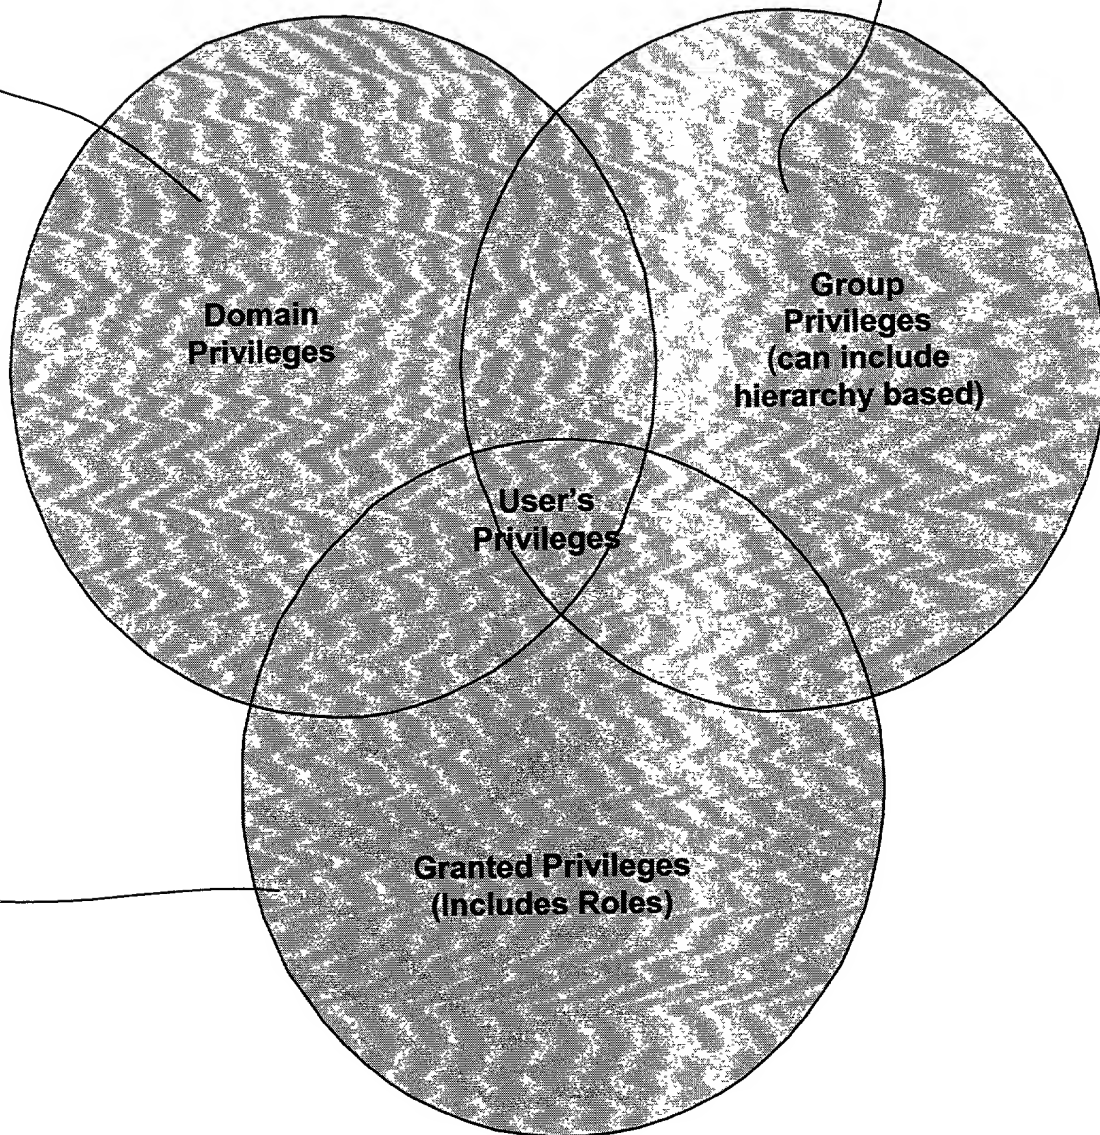 Domain
Privileges
Group
Privileges
(can include
hierarchy based)
User's
Privileges
Granted Privileges
(Includes Roles)